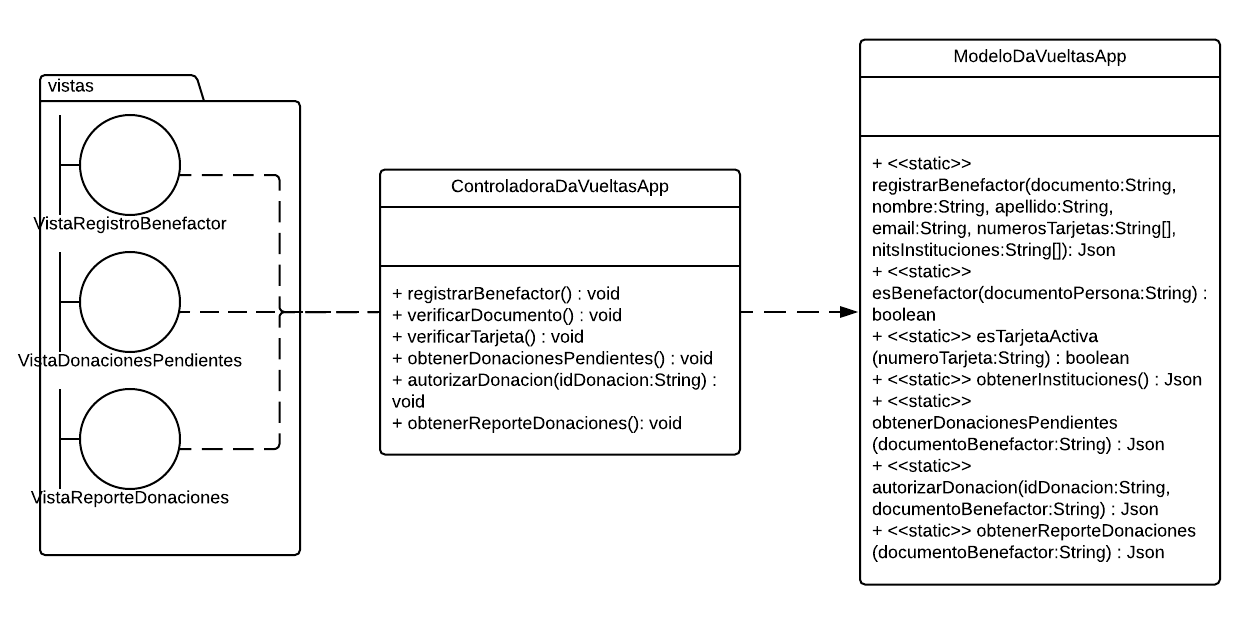 vistas
VistaRegistroBenefactor
VistaDonacionesPendientes
VistaReporteDonaciones
ControladoraDaVueltasApp
+ registrarBenefactor() : void
+ verificarDocumento() : void
+ verificarTarjeta() : void
+ obtenerDonacionesPendientes() : void
+ autorizarDonacion(idDonacion:String) :
void
+ obtenerReporteDonaciones(): void
ModeloDaVueltasApp
+ <<static>>
registrarBenefactor(documento:String,
nombre:String, apellido:String,
email:String, numerosTarjetas:String[],
nitsInstituciones:String[]): Json
+ <<static>>
esBenefactor(documentoPersona:String) :
boolean
+ <<static>> esTarjetaActiva
(numeroTarjeta:String) : boolean
+ <<static>> obtenerInstituciones() : Json
+ <<static>>
obtenerDonacionesPendientes
(documentoBenefactor:String) : Json
+ <<static>>
autorizarDonacion(idDonacion:String,
documentoBenefactor:String) : Json
+ <<static>> obtenerReporteDonaciones
(documentoBenefactor:String) : Json